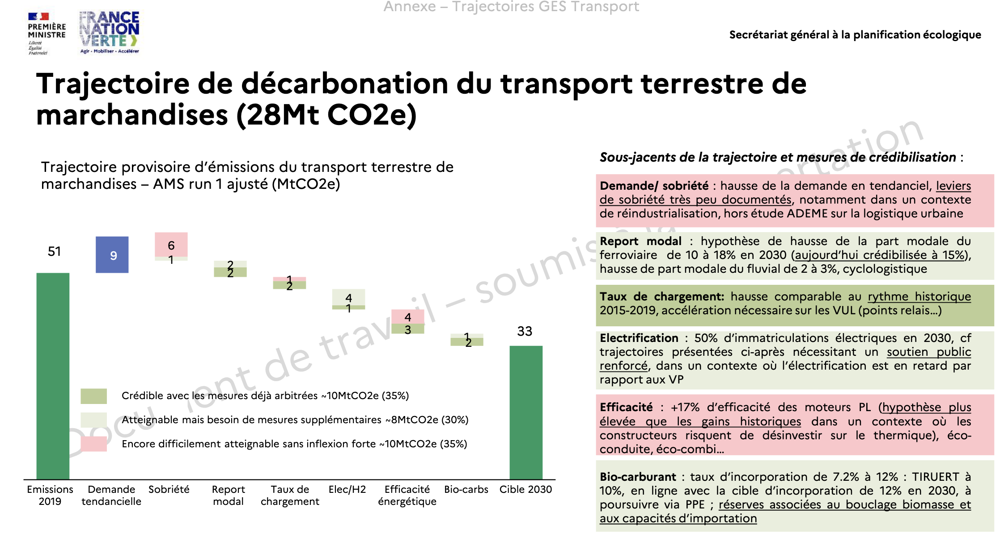 Annexe – Trajectoires GES Transport
PREMIÈRE
MINISTRE
Liberté
Égalité
Fraternité
FRANCE
NATION
VERTE
Agir • Mobiliser • Accélérer
Secrétariat général à la planification écologique
Trajectoire de décarbonation du transport terrestre de
marchandises (28Mt CO2e)
Trajectoire provisoire d’émissions du transport terrestre de
marchandises – AMS run 1 ajusté (MtCO2e)
51
9
6
1
2
2
1
2
4
1
4
3
1
2
33
Crédible avec les mesures déjà arbitrées ~10MtCO2e (35%)
Atteignable mais besoin de mesures supplémentaires ~8MtCO2e (30%)
Encore difficilement atteignable sans inflexion forte ~10MtCO2e (35%)
Emissions
2019
Demande
tendancielle
Sobriété
Report
modal
Taux de
chargement
Elec/H2
Efficacité
énergétique
Bio-carbs
Cible 2030
Sous-jacents de la trajectoire et mesures de crédibilisation :
Demande/ sobriété : hausse de la demande en tendanciel, leviers
de sobriété très peu documentés, notamment dans un contexte
de réindustrialisation, hors étude ADEME sur la logistique urbaine
Report modal : hypothèse de hausse de la part modale du
ferroviaire de 10 à 18% en 2030 (aujourd’hui crédibilisée à 15%),
hausse de part modale du fluvial de 2 à 3%, cyclologistique
Taux de chargement: hausse comparable au rythme historique
2015-2019, accélération nécessaire sur les VUL (points relais…)
Electrification : 50% d’immatriculations électriques en 2030, cf
trajectoires présentées ci-après nécessitant un soutien public
renforcé, dans un contexte où l’électrification est en retard par
rapport aux VP
Efficacité : +17% d’efficacité des moteurs PL (hypothèse plus
élevée que les gains historiques dans un contexte où les
constructeurs risquent de désinvestir sur le thermique), éco-
conduite, éco-combi…
Bio-carburant : taux d’incorporation de 7.2% à 12% : TIRUERT à
10%, en ligne avec la cible d’incorporation de 12% en 2030, à
poursuivre via PPE ; réserves associées au bouclage biomasse et
aux capacités d’importation